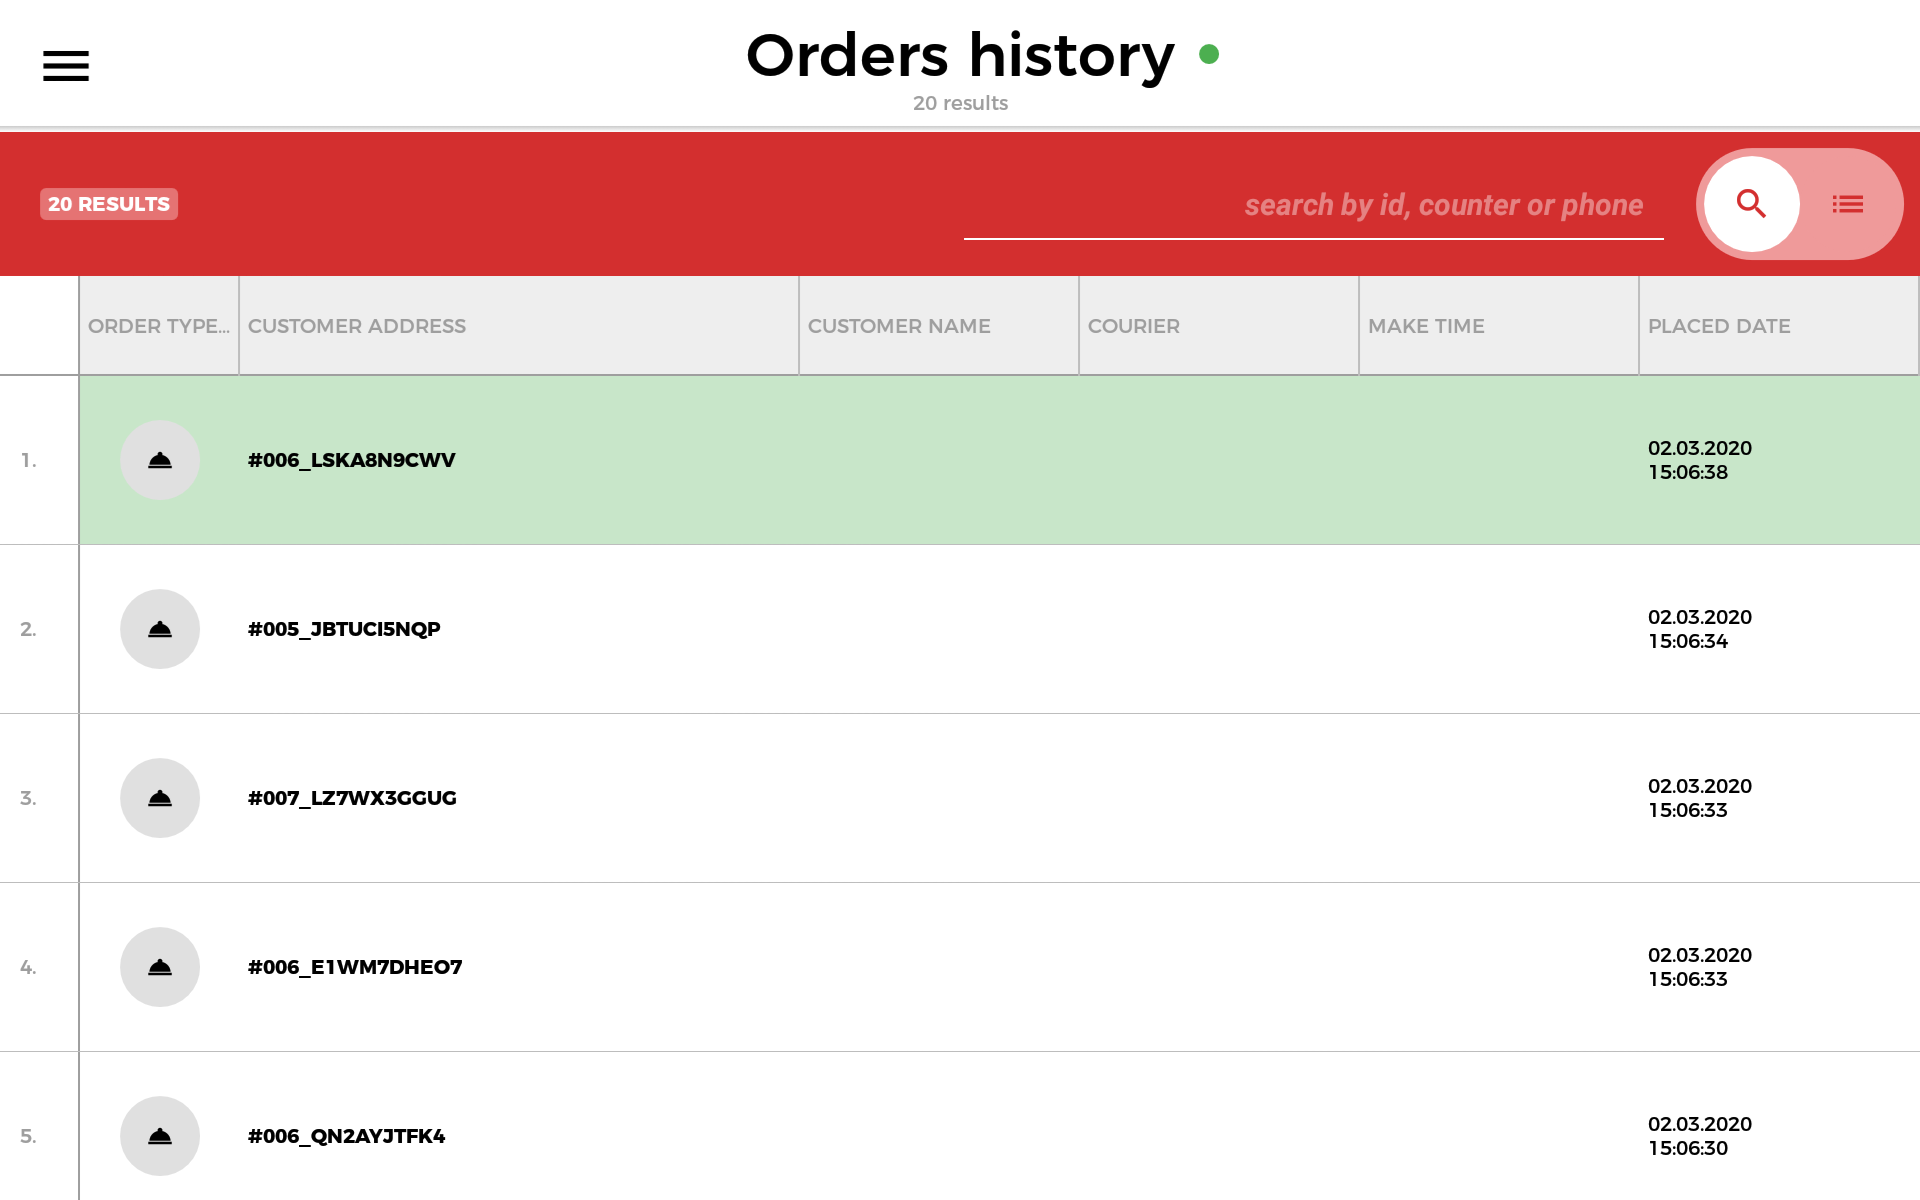 Orders history
20 results
20 RESULTS
search by id, counter or phone
ORDER TYPE... CUSTOMER ADDRESS CUSTOMER NAME COURIER MAKE TIME PLACED DATE
1. #006_LSKA8N9CWV 02.03.2020
15:06:38
2. #005_JBTUCI5NQP 02.03.2020
15:06:34
3. #007_LZ7WX3GGUG 02.03.2020
15:06:33
4. #006_E1WM7DHEO7 02.03.2020
15:06:33
5. #006_QN2AYJTFK4 02.03.2020
15:06:30